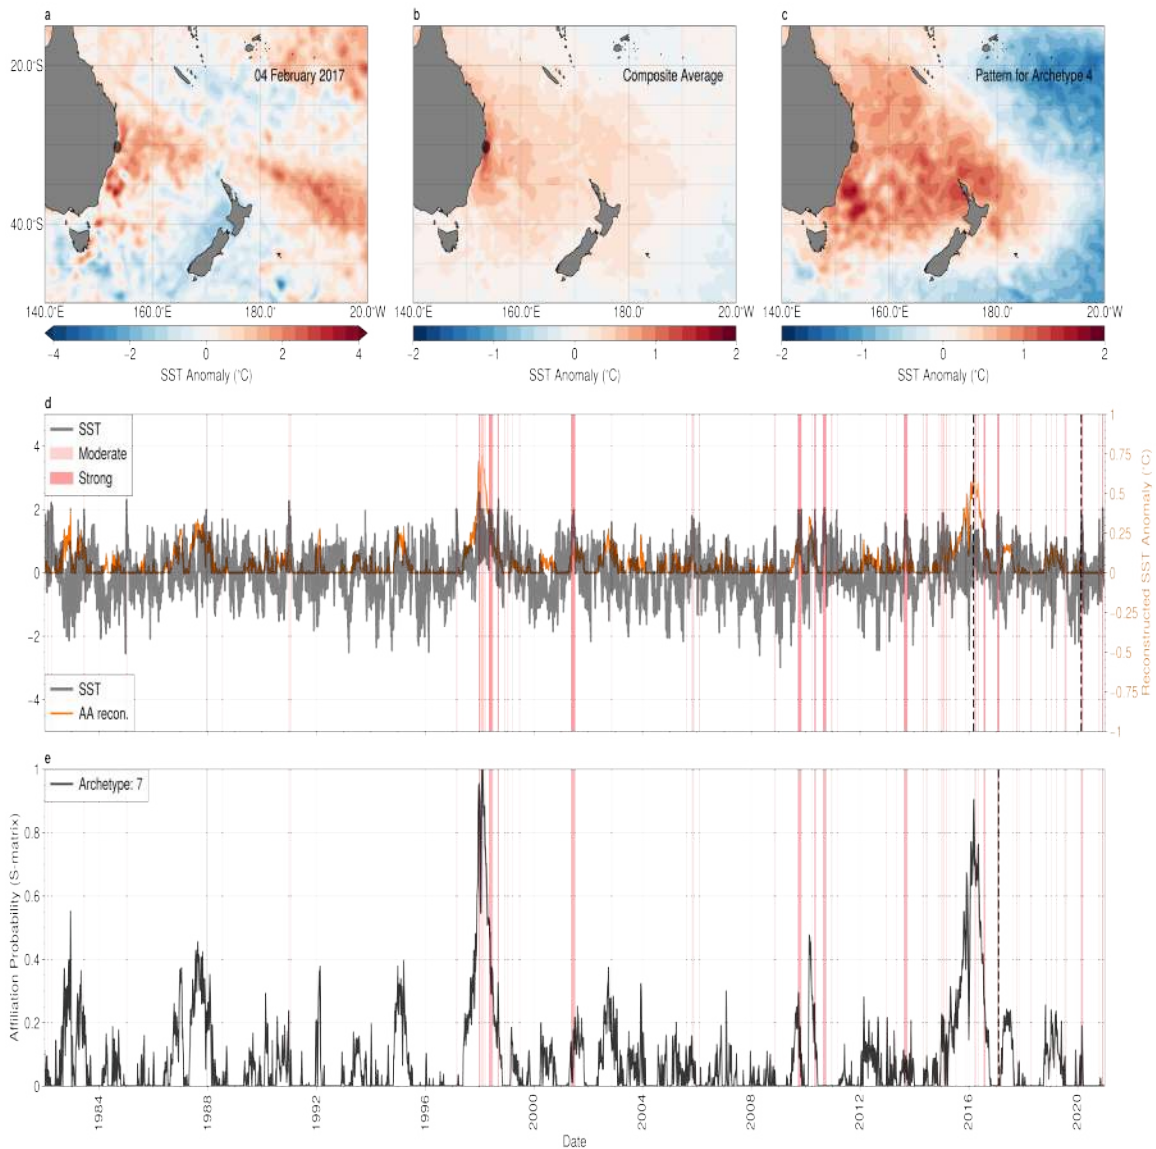 a
b
c
04 February 2017
Composite Average
Pattern for Archetype 4
20.0°S
40.0°S
140.0°E 160.0°E 180.0° 20.0°W
140.0°E 160.0°E 180.0° 20.0°W
140.0°E 160.0°E 180.0° 20.0°W
−4 −2 0 2 4
−2 −1 0 1 2
−2 −1 0 1 2
SST Anomaly (°C)
SST Anomaly (°C)
SST Anomaly (°C)
d
SST
Moderate
Strong
4
2
0
−2
−4
SST
AA recon.
1
0.75
0.5
0.25
0
−0.25
−0.5
−0.75
−1
Reconstructed SST Anomaly (°C)
e
Archetype: 7
1
0.8
0.6
0.4
0.2
0
Affiliation Probability (S-matrix)
1984 1988 1992 1996 2000 2004 2008 2012 2016 2020
Date